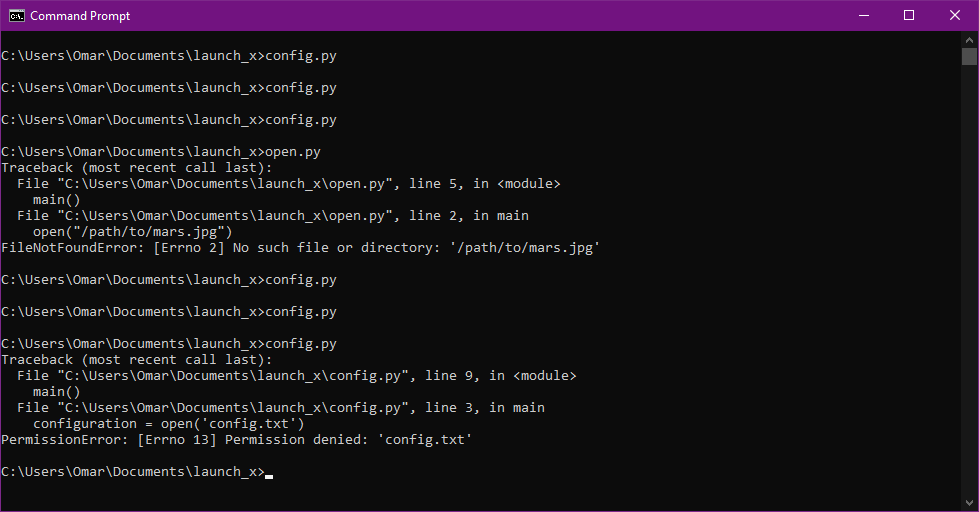 Command Prompt
C:\Users\Omar\Documents\launch_x>config.py
C:\Users\Omar\Documents\launch_x>config.py
C:\Users\Omar\Documents\launch_x>config.py
C:\Users\Omar\Documents\launch_x>open.py
Traceback (most recent call last):
  File "C:\Users\Omar\Documents\launch_x\open.py", line 5, in <module>
    main()
  File "C:\Users\Omar\Documents\launch_x\open.py", line 2, in main
    open("/path/to/mars.jpg")
FileNotFoundError: [Errno 2] No such file or directory: '/path/to/mars.jpg'
C:\Users\Omar\Documents\launch_x>config.py
C:\Users\Omar\Documents\launch_x>config.py
C:\Users\Omar\Documents\launch_x>config.py
Traceback (most recent call last):
  File "C:\Users\Omar\Documents\launch_x\config.py", line 9, in <module>
    main()
  File "C:\Users\Omar\Documents\launch_x\config.py", line 3, in main
    configuration = open('config.txt')
PermissionError: [Errno 13] Permission denied: 'config.txt'
C:\Users\Omar\Documents\launch_x>